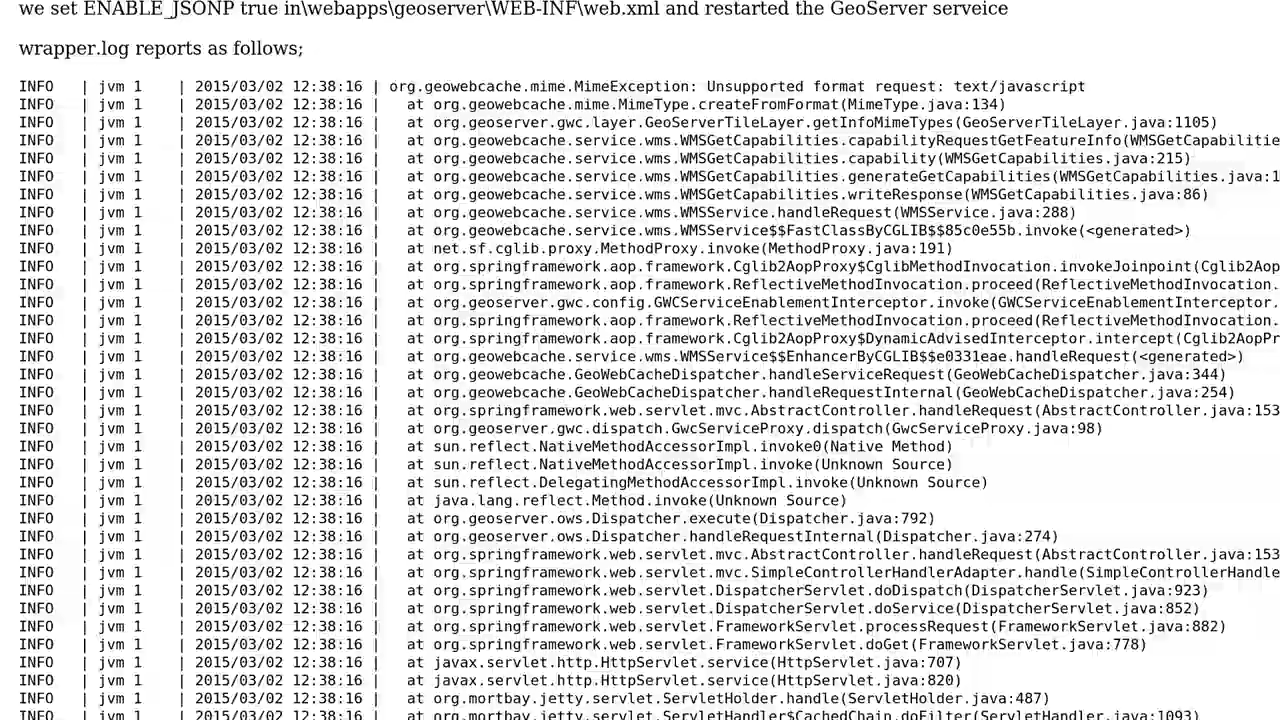 we set ENABLE_JSONP true in\webapps\geoserver\WEB-INF\web.xml and restarted the GeoServer serveice
wrapper.log reports as follows;
INFO | jvm 1 | 2015/03/02 12:38:16 | org.geowebcache.mime.MimeException: Unsupported format request: text/javascript
INFO | jvm 1 | 2015/03/02 12:38:16 | at org.geowebcache.mime.MimeType.createFromFormat(MimeType.java:134)
INFO | jvm 1 | 2015/03/02 12:38:16 | at org.geoserver.gwc.layer.GeoServerTileLayer.getInfoMimeTypes(GeoServerTileLayer.java:1105)
INFO | jvm 1 | 2015/03/02 12:38:16 | at org.geowebcache.service.wms.WMSGetCapabilities.capabilityRequestGetFeatureInfo(WMSGetCapabilitie
INFO | jvm 1 | 2015/03/02 12:38:16 | at org.geowebcache.service.wms.WMSGetCapabilities.capability(WMSGetCapabilities.java:215)
INFO | jvm 1 | 2015/03/02 12:38:16 | at org.geowebcache.service.wms.WMSGetCapabilities.generateGetCapabilities(WMSGetCapabilities.java:1
INFO | jvm 1 | 2015/03/02 12:38:16 | at org.geowebcache.service.wms.WMSGetCapabilities.writeResponse(WMSGetCapabilities.java:86)
INFO | jvm 1 | 2015/03/02 12:38:16 | at org.geowebcache.service.wms.WMSService.handleRequest(WMSService.java:288)
INFO | jvm 1 | 2015/03/02 12:38:16 | at org.geowebcache.service.wms.WMSService$$FastClassByCGLIB$$85c0e55b.invoke(<generated>)
INFO | jvm 1 | 2015/03/02 12:38:16 | at net.sf.cglib.proxy.MethodProxy.invoke(MethodProxy.java:191)
INFO | jvm 1 | 2015/03/02 12:38:16 | at org.springframework.aop.framework.Cglib2AopProxy$CglibMethodInvocation.invokeJoinpoint(Cglib2Aop
INFO | jvm 1 | 2015/03/02 12:38:16 | at org.springframework.aop.framework.ReflectiveMethodInvocation.proceed(ReflectiveMethodInvocation.
INFO | jvm 1 | 2015/03/02 12:38:16 | at org.geoserver.gwc.config.GWCServiceEnablementInterceptor.invoke(GWCServiceEnablementInterceptor.
INFO | jvm 1 | 2015/03/02 12:38:16 | at org.springframework.aop.framework.ReflectiveMethodInvocation.proceed(ReflectiveMethodInvocation.
INFO | jvm 1 | 2015/03/02 12:38:16 | at org.springframework.aop.framework.Cglib2AopProxy$DynamicAdvisedInterceptor.intercept(Cglib2AopPr
INFO | jvm 1 | 2015/03/02 12:38:16 | at org.geowebcache.service.wms.WMSService$$EnhancerByCGLIB$$e0331eae.handleRequest(<generated>)
INFO | jvm 1 | 2015/03/02 12:38:16 | at org.geowebcache.GeoWebCacheDispatcher.handleServiceRequest(GeoWebCacheDispatcher.java:344)
INFO | jvm 1 | 2015/03/02 12:38:16 | at org.geowebcache.GeoWebCacheDispatcher.handleRequestInternal(GeoWebCacheDispatcher.java:254)
INFO | jvm 1 | 2015/03/02 12:38:16 | at org.springframework.web.servlet.mvc.AbstractController.handleRequest(AbstractController.java:153
INFO | jvm 1 | 2015/03/02 12:38:16 | at org.geoserver.gwc.dispatch.GwcServiceProxy.dispatch(GwcServiceProxy.java:98)
INFO | jvm 1 | 2015/03/02 12:38:16 | at sun.reflect.NativeMethodAccessorImpl.invoke0(Native Method)
INFO | jvm 1 | 2015/03/02 12:38:16 | at sun.reflect.NativeMethodAccessorImpl.invoke(Unknown Source)
INFO | jvm 1 | 2015/03/02 12:38:16 | at sun.reflect.DelegatingMethodAccessorImpl.invoke(Unknown Source)
INFO | jvm 1 | 2015/03/02 12:38:16 | at java.lang.reflect.Method.invoke(Unknown Source)
INFO | jvm 1 | 2015/03/02 12:38:16 | at org.geoserver.ows.Dispatcher.execute(Dispatcher.java:792)
INFO | jvm 1 | 2015/03/02 12:38:16 | at org.geoserver.ows.Dispatcher.handleRequestInternal(Dispatcher.java:274)
INFO | jvm 1 | 2015/03/02 12:38:16 | at org.springframework.web.servlet.mvc.AbstractController.handleRequest(AbstractController.java:153
INFO | jvm 1 | 2015/03/02 12:38:16 | at org.springframework.web.servlet.mvc.SimpleControllerHandlerAdapter.handle(SimpleControllerHandle
INFO | jvm 1 | 2015/03/02 12:38:16 | at org.springframework.web.servlet.DispatcherServlet.doDispatch(DispatcherServlet.java:923)
INFO | jvm 1 | 2015/03/02 12:38:16 | at org.springframework.web.servlet.DispatcherServlet.doService(DispatcherServlet.java:852)
INFO | jvm 1 | 2015/03/02 12:38:16 | at org.springframework.web.servlet.FrameworkServlet.processRequest(FrameworkServlet.java:882)
INFO | jvm 1 | 2015/03/02 12:38:16 | at org.springframework.web.servlet.FrameworkServlet.doGet(FrameworkServlet.java:778)
INFO | jvm 1 | 2015/03/02 12:38:16 | at javax.servlet.http.HttpServlet.service(HttpServlet.java:707)
INFO | jvm 1 | 2015/03/02 12:38:16 | at javax.servlet.http.HttpServlet.service(HttpServlet.java:820)
INFO | jvm 1 | 2015/03/02 12:38:16 | at org.mortbay.jetty.servlet.ServletHolder.handle(ServletHolder.java:487)
INFO | jvm 1 | 2015/03/02 12:38:16 | at org.mortbay.jetty.servlet.ServletHandler$CachedChain.doFilter(ServletHandler.java:1093)